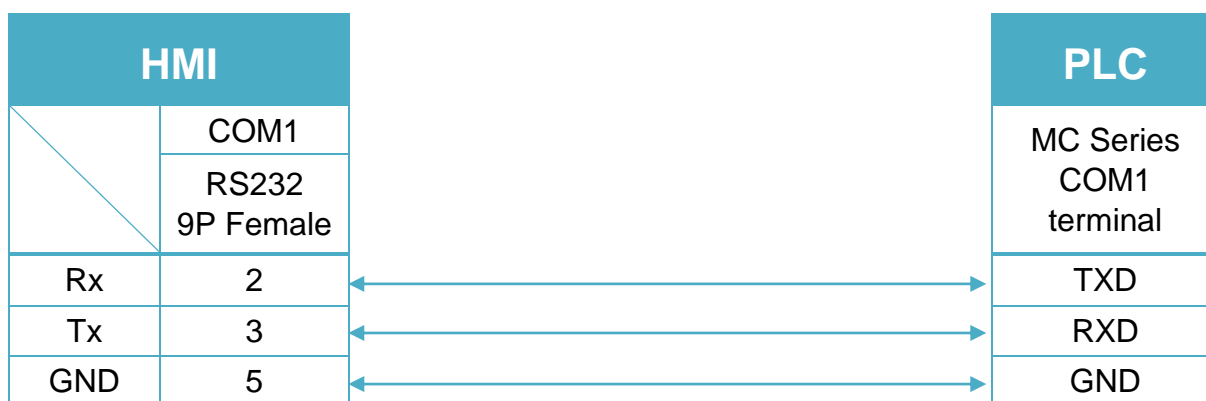 HMI
PLC
COM1
RS232
9P Female
MC Series
COM1
terminal
Rx 2 TXD
Tx 3 RXD
GND 5 GND